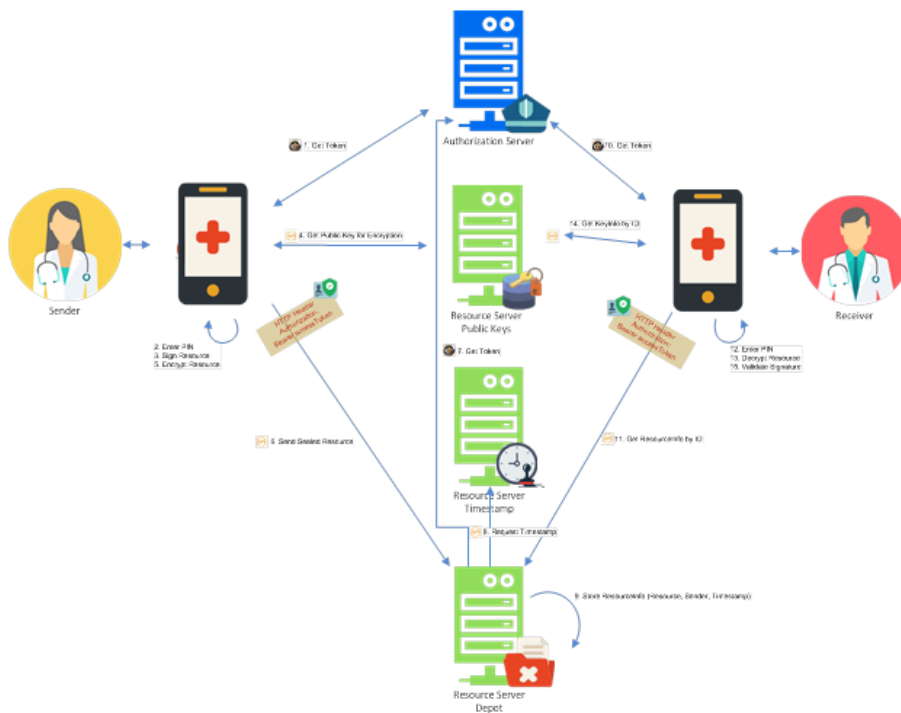 Authorization Server
1. Get Token
10. Get Token
4. Get Public Key for Encryption
14. Get KeyInfo by ID
Sender
Resource Server
Public Keys
Receiver
HTTP Header
Authorization:
Bearer accessToken
HTTP Header
Authorization:
Bearer accessToken
2. Enter PIN
3. Sign Resource
5. Encrypt Resource
7. Get Token
12. Enter PIN
13. Decrypt Resource
15. Validate Signature
6. Send Sealed Resource
11. Get ResourceInfo by ID
Resource Server
Timestamp
8. Request Timestamp
9. Store ResourceInfo (Resource, Sender, Timestamp)
Resource Server
Depot